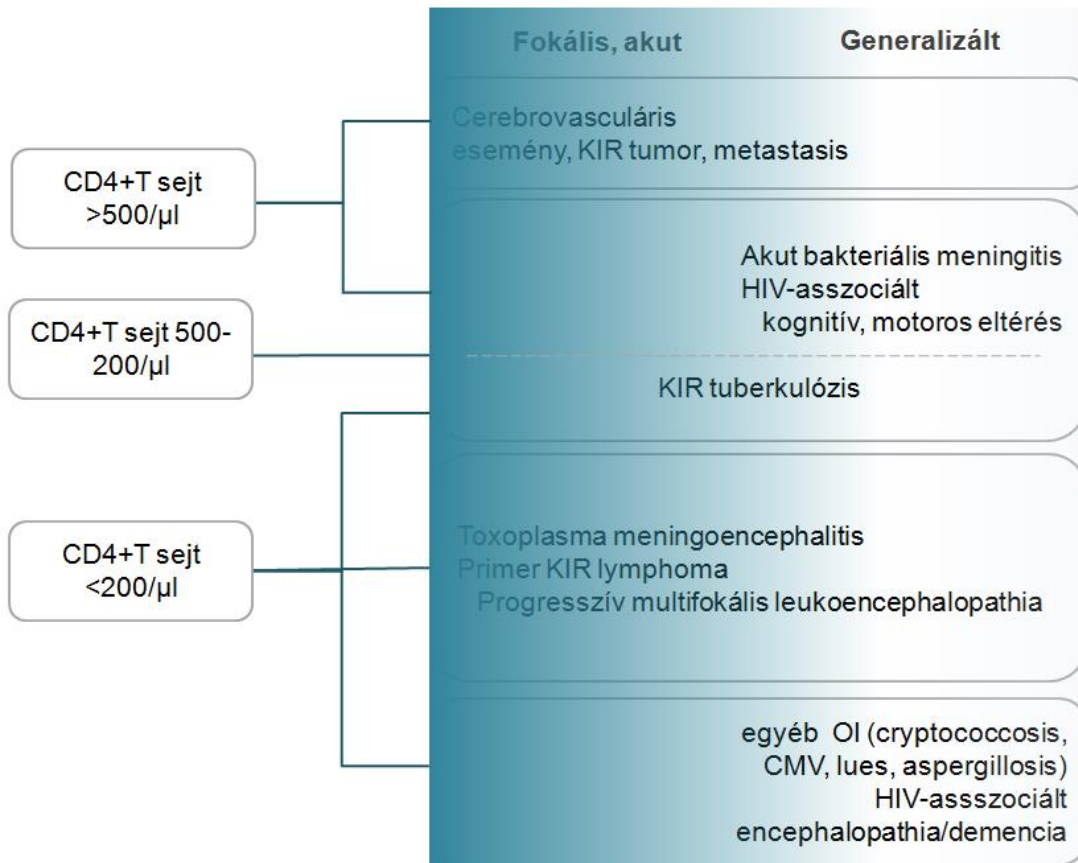 Fokális, akut
Generalizált
CD4+T sejt
>500/µl
Cerebrovasculáris
esemény, KIR tumor, metastasis
Akut bakteriális meningitis
HIV-asszociált
kognitív, motoros eltérés
CD4+T sejt 500-
200/µl
KIR tuberkulózis
CD4+T sejt
<200/µl
Toxoplasma meningoencephalitis
Primer KIR lymphoma
Progresszív multifokális leukoencephalopathia
egyéb OI (cryptococcosis,
CMV, lues, aspergillosis)
HIV-assszociált
encephalopathia/demencia